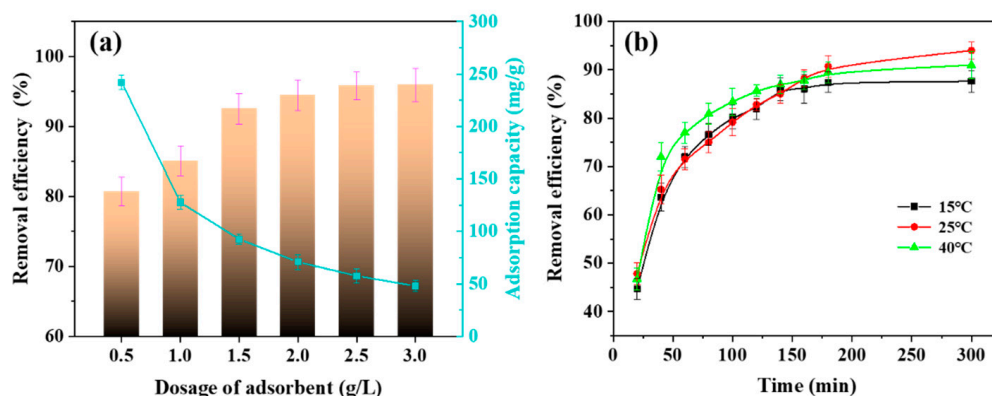 (a)
Removal efficiency (%)
100
90
80
70
60
0.5 1.0 1.5 2.0 2.5 3.0
Dosage of adsorbent (g/L)
300
250
200
150
100
50
0
Adsorption capacity (mg/g)
(b)
Removal efficiency (%)
100
90
80
70
60
50
40
0 50 100 150 200 250 300
Time (min)
15°C
25°C
40°C